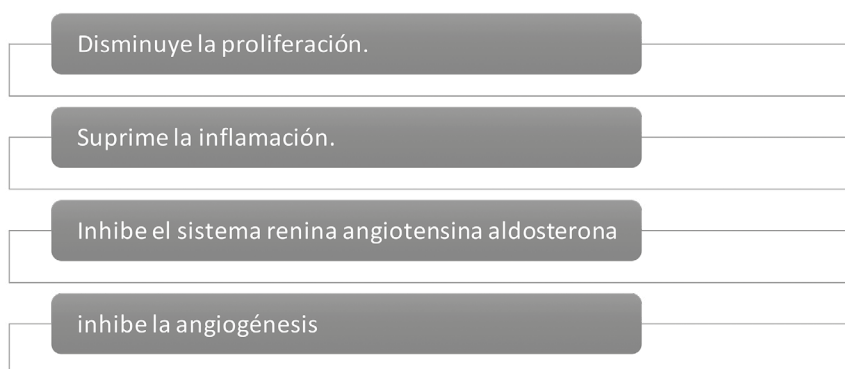 Disminuye la proliferación.
Suprime la inflamación.
Inhibe el sistema renina angiotensina aldosterona
inhibe la angiogénesis